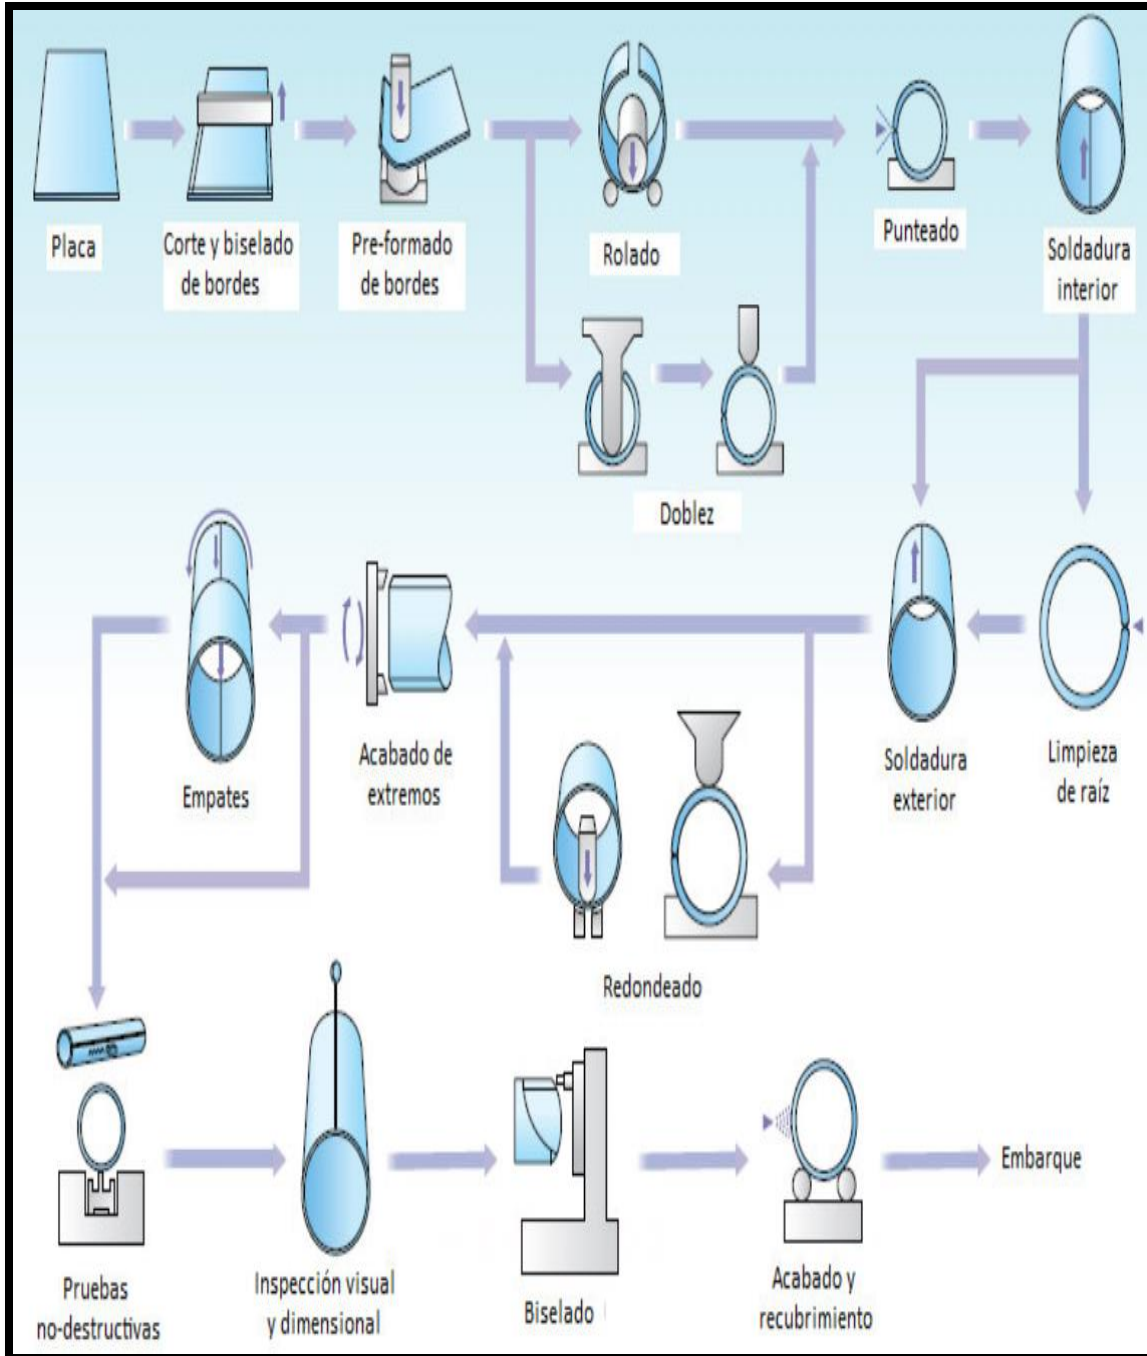 Placa
Corte y biselado
de bordes
Pre-formado
de bordes
Rolado
Punteado
Soldadura
interior
Doblez
Empates
Acabado de
extremos
Soldadura
exterior
Limpieza
de raíz
Redondeado
Pruebas
no-destructivas
Inspección visual
y dimensional
Biselado
Acabado y
recubrimiento
Embarque